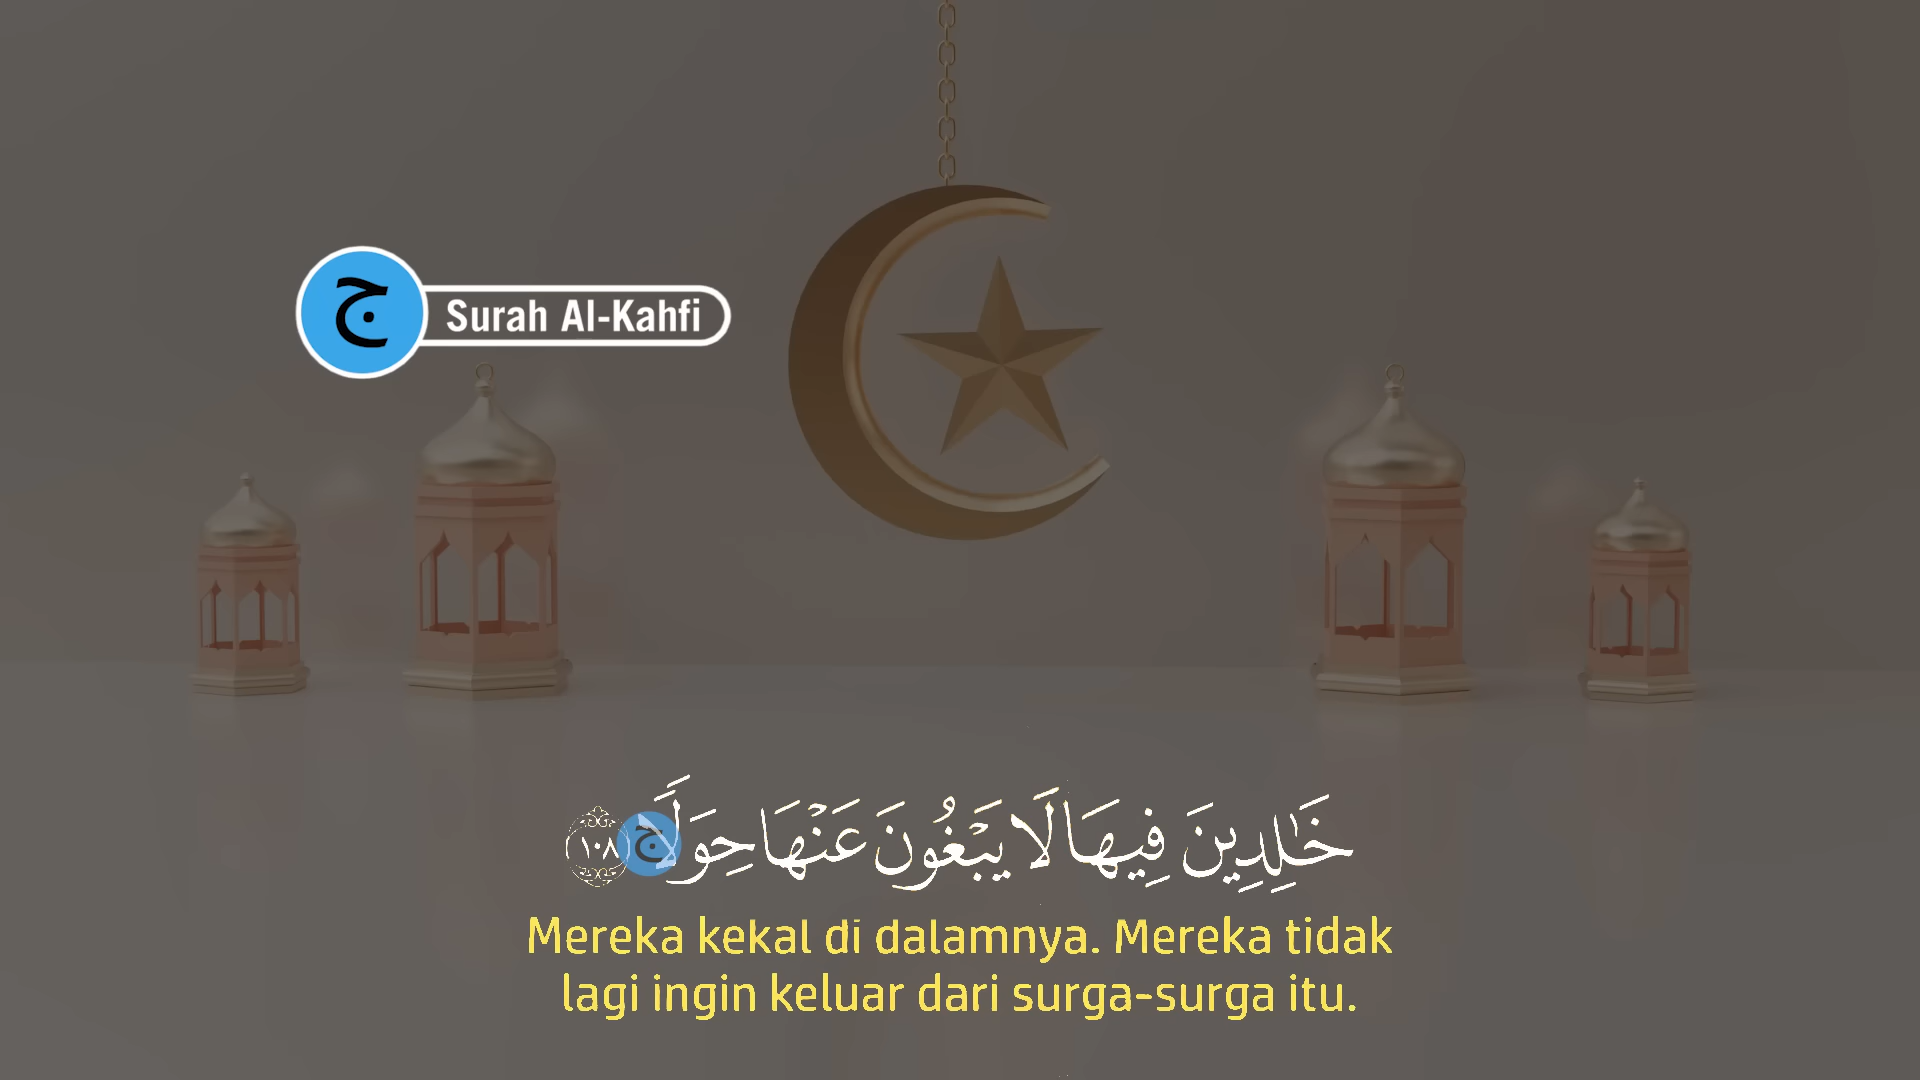 ج
Surah Al-Kahfi
خَـٰلِدِينَ فِيهَا لَا يَبۡغُونَ عَنۡهَا حِوَلࣰا ١٠٨
ج
Mereka kekal di dalamnya. Mereka tidak
lagi ingin keluar dari surga-surga itu.